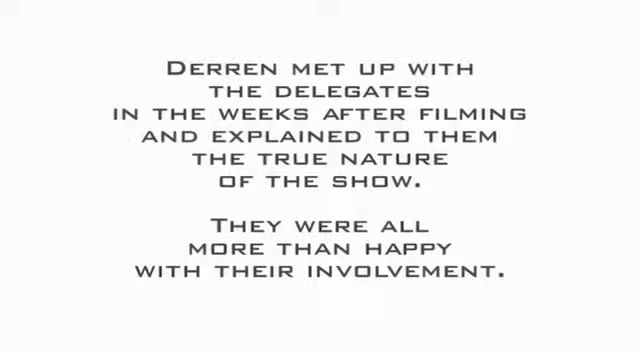 DERREN MET UP WITH
THE DELEGATES
IN THE WEEKS AFTER FILMING
AND EXPLAINED TO THEM
THE TRUE NATURE
OF THE SHOW.
THEY WERE ALL
MORE THAN HAPPY
WITH THEIR INVOLVEMENT.